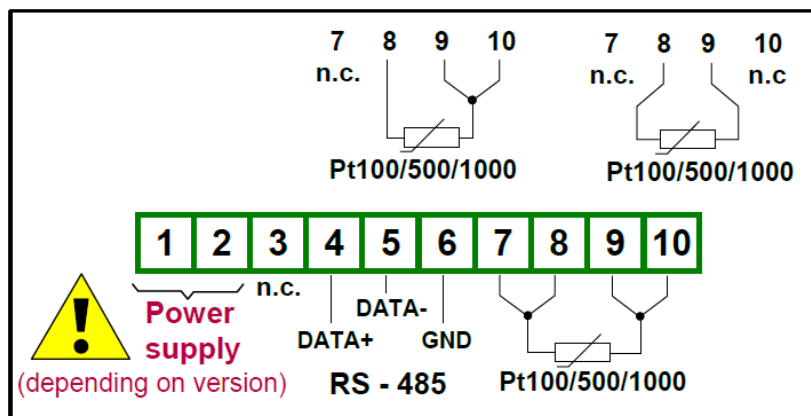 7 8 9 10
n.c.
Pt100/500/1000
7 8 9 10
n.c. n.c
Pt100/500/1000
1 2 3 4 5 6 7 8 9 10
n.c.
!
Power
supply
(depending on version)
DATA-
DATA+ GND
RS - 485
Pt100/500/1000